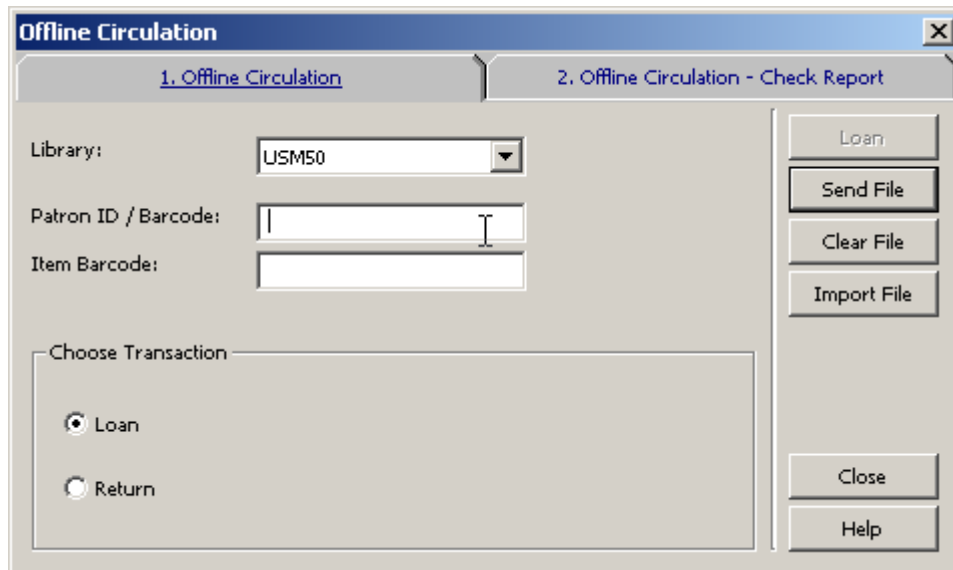 Offline Circulation
1. Offline Circulation
2. Offline Circulation - Check Report
Library:
USM50
Patron ID / Barcode:
Item Barcode:
Choose Transaction
Loan
Return
Loan
Send File
Clear File
Import File
Close
Help